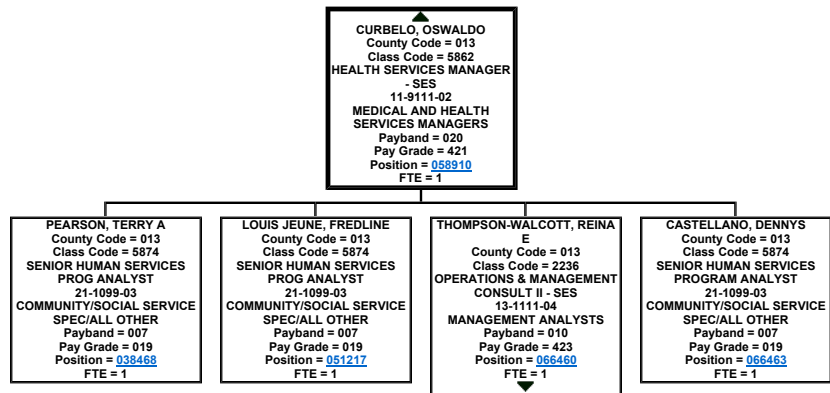 CURBELO, OSWALDO
County Code = 013
Class Code = 5862
HEALTH SERVICES MANAGER
- SES
11-9111-02
MEDICAL AND HEALTH
SERVICES MANAGERS
Payband = 020
Pay Grade = 421
Position = 058910
FTE = 1
PEARSON, TERRY A
County Code = 013
Class Code = 5874
SENIOR HUMAN SERVICES
PROG ANALYST
21-1099-03
COMMUNITY/SOCIAL SERVICE
SPEC/ALL OTHER
Payband = 007
Pay Grade = 019
Position = 038468
FTE = 1
LOUIS JEUNE, FREDLINE
County Code = 013
Class Code = 5874
SENIOR HUMAN SERVICES
PROG ANALYST
21-1099-03
COMMUNITY/SOCIAL SERVICE
SPEC/ALL OTHER
Payband = 007
Pay Grade = 019
Position = 051217
FTE = 1
THOMPSON-WALCOTT, REINA
E
County Code = 013
Class Code = 2236
OPERATIONS & MANAGEMENT
CONSULT II - SES
13-1111-04
MANAGEMENT ANALYSTS
Payband = 010
Pay Grade = 423
Position = 066460
FTE = 1
CASTELLANO, DENNYS
County Code = 013
Class Code = 5874
SENIOR HUMAN SERVICES
PROGRAM ANALYST
21-1099-03
COMMUNITY/SOCIAL SERVICE
SPEC/ALL OTHER
Payband = 007
Pay Grade = 019
Position = 066463
FTE = 1